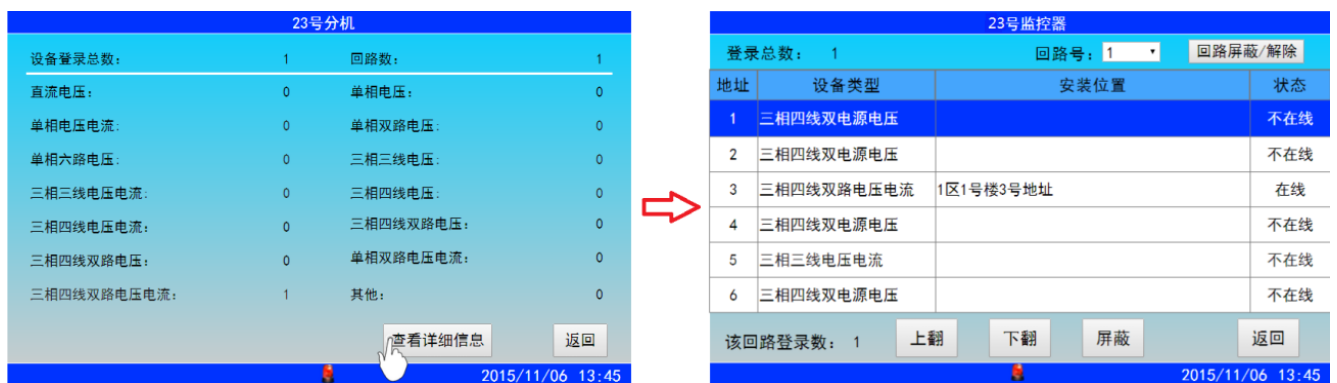 23号分机
设备登录总数： 1 回路数： 1
直流电压： 0 单相电压： 0
单相电压电流： 0 单相双路电压： 0
单相六路电压： 0 三相三线电压： 0
三相三线电压电流： 0 三相四线电压： 0
三相四线电压电流： 0 三相四线双路电压： 0
三相四线双路电压： 0 单相双路电压电流： 0
三相四线双路电压电流： 1 其他： 0
查看详细信息 返回
2015/11/06 13:45
23号监控器
登录总数： 1 回路号： 1 回路屏蔽/解除
地址 设备类型 安装位置 状态
1 三相四线双电源电压 不在线
2 三相四线双电源电压 不在线
3 三相四线双路电压电流 1区1号楼3号地址 在线
4 三相四线双电源电压 不在线
5 三相三线电压电流 不在线
6 三相四线双电源电压 不在线
该回路登录数： 1 上翻 下翻 屏蔽 返回
2015/11/06 13:45